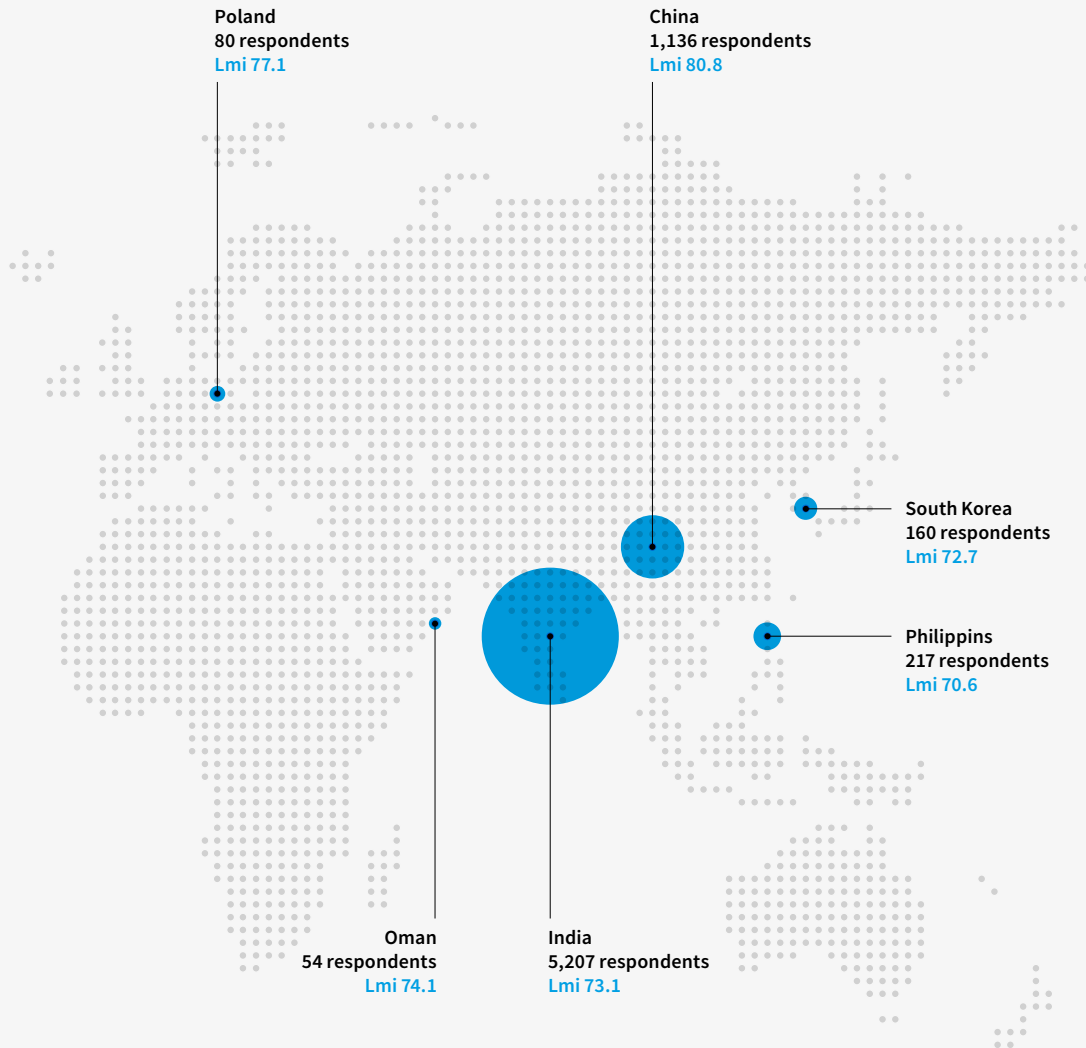 Poland
80 respondents
Lmi 77.1
China
1,136 respondents
Lmi 80.8
South Korea
160 respondents
Lmi 72.7
Philippins
217 respondents
Lmi 70.6
Oman
54 respondents
Lmi 74.1
India
5,207 respondents
Lmi 73.1